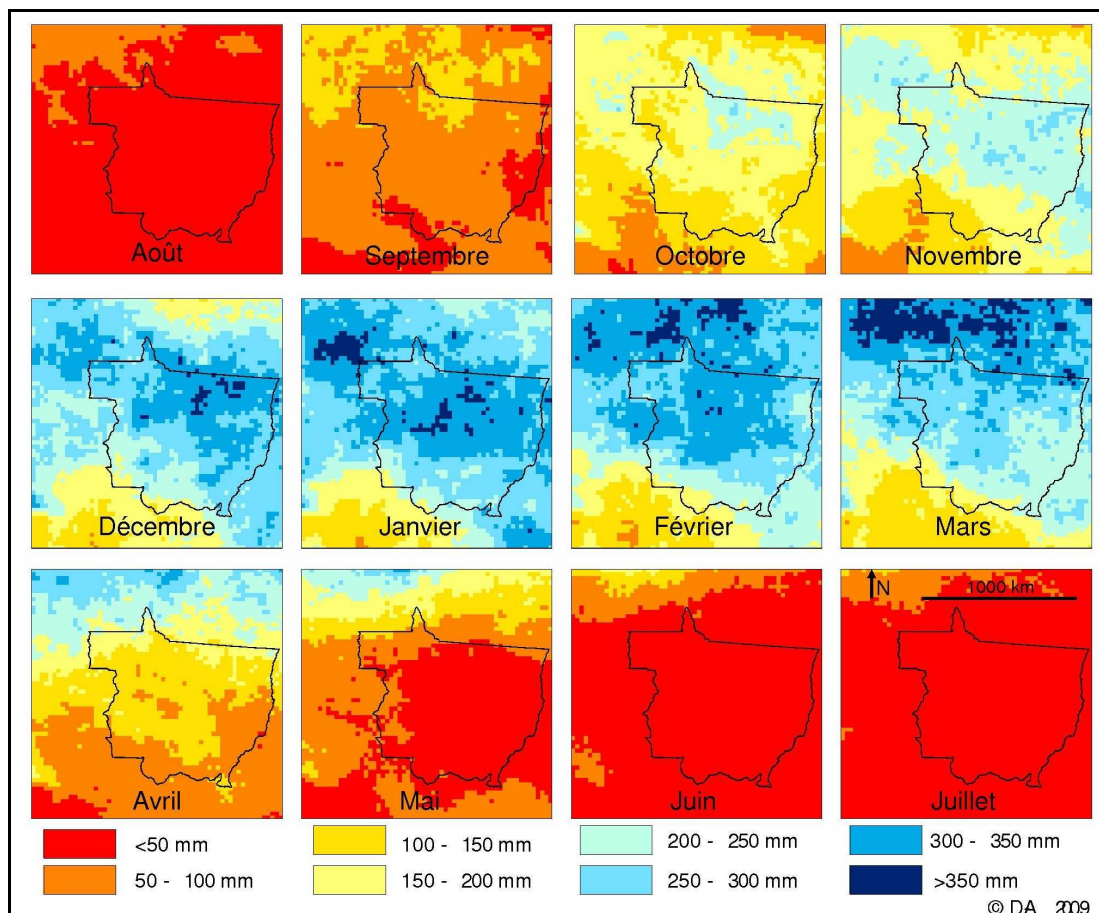 Août
Septembre
Octobre
Novembre
Décembre
Janvier
Février
Mars
N
1000 km
Avril
Mai
Juin
Juillet
<50 mm
100 - 150 mm
200 - 250 mm
300 - 350 mm
50 - 100 mm
150 - 200 mm
250 - 300 mm
>350 mm
© DA 2009